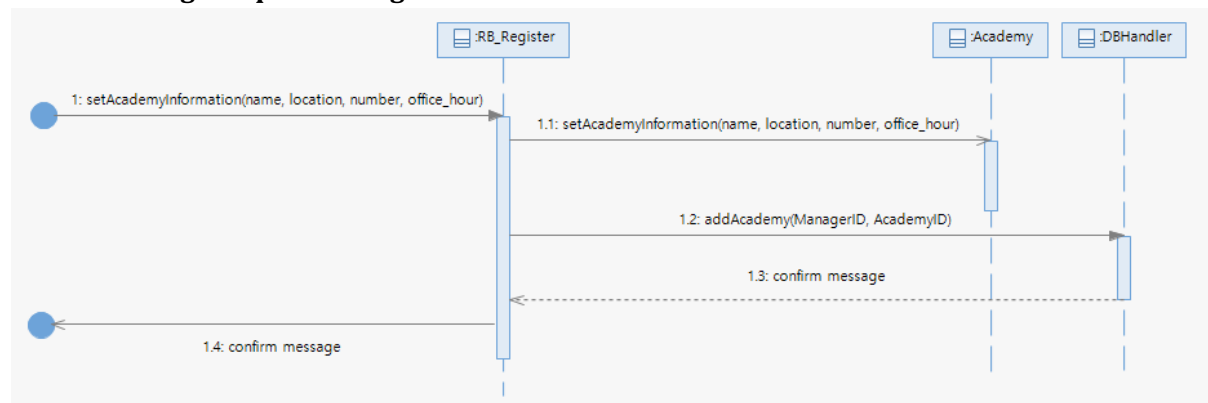 :RB_Register
:Academy
:DBHandler
1: setAcademyInformation(name, location, number, office_hour)
1.1: setAcademyInformation(name, location, number, office_hour)
1.2: addAcademy(ManagerID, AcademyID)
1.3: confirm message
1.4: confirm message